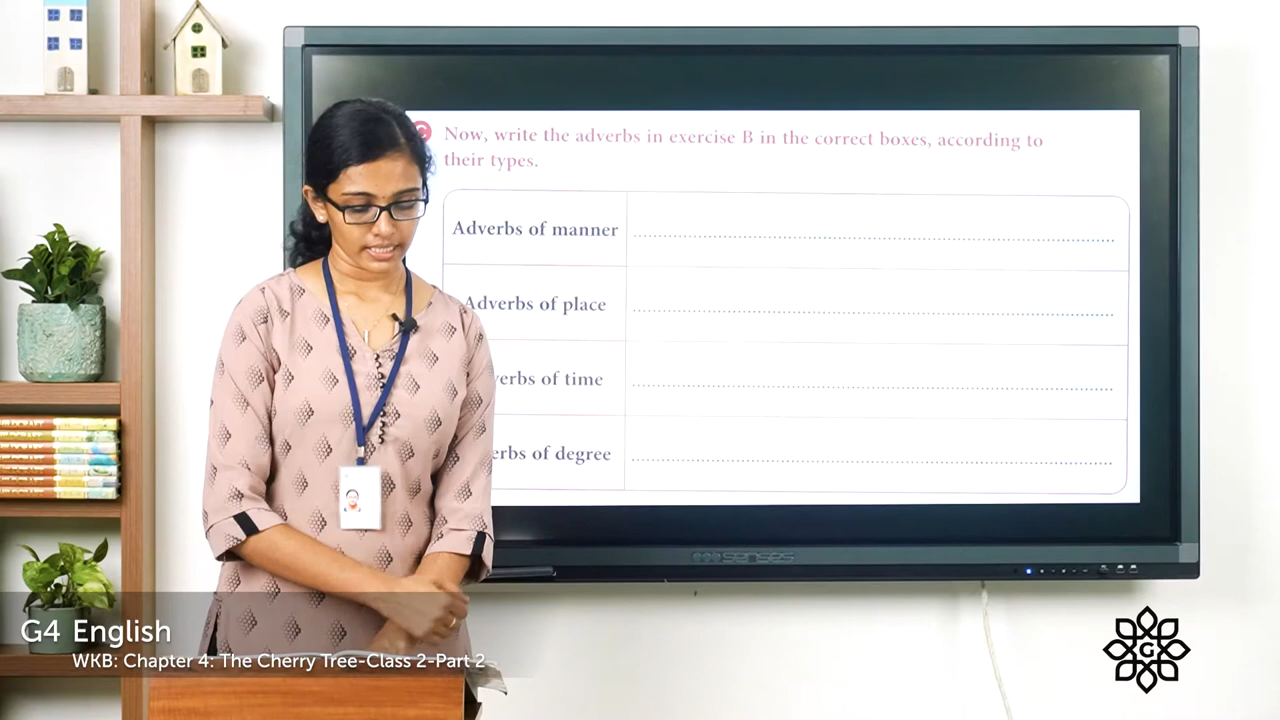 C Now, write the adverbs in exercise B in the correct boxes, according to
their types.
Adverbs of manner
Adverbs of place
verbs of time
erbs of degree
senses
G4 English
WKB: Chapter 4: The Cherry Tree-Class 2-Part 2
G